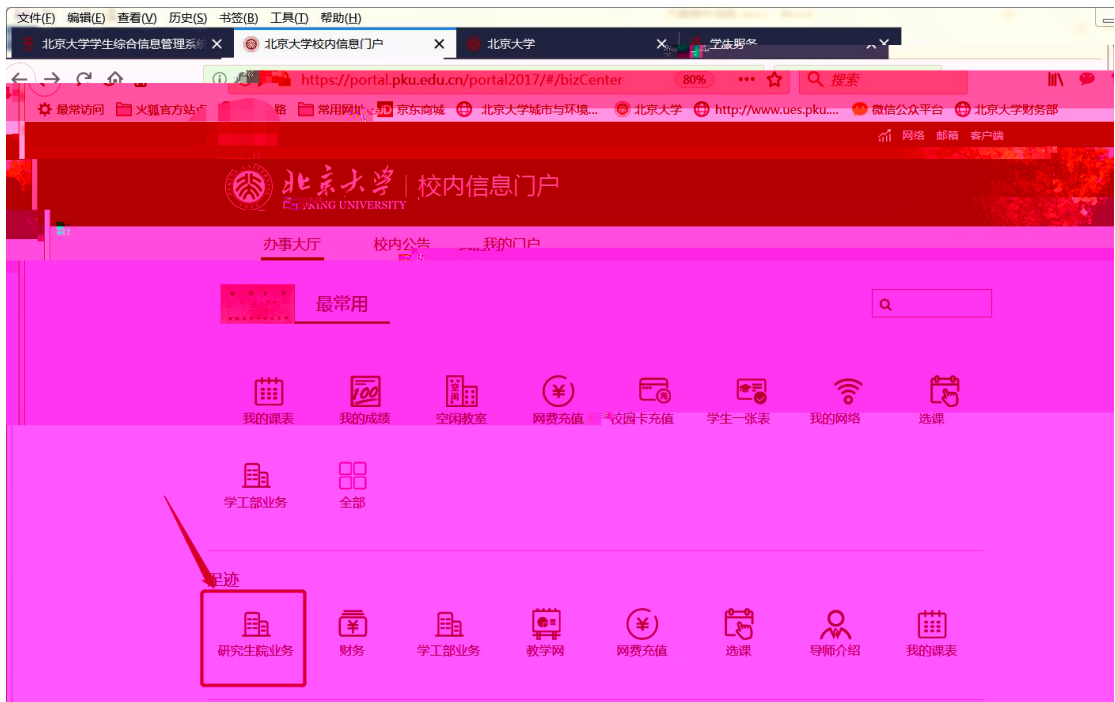 文件(F) 编辑(E) 查看(V) 历史(S) 书签(B) 工具(T) 帮助(H)
北京大学学生综合信息管理系统 北京大学校内信息门户 北京大学
https://portal.pku.edu.cn/portal2017/#/bizCenter 80% 搜索
最常访问 火狐官方站点 常用网址 JD 京东商城 北京大学城市与环境... 北京大学 http://www.ues.pku.... 微信公众平台 北京大学财务部
网络 邮箱 客户端
北京大学 校内信息门户
PEKING UNIVERSITY
办事大厅 校内公告 我的门户
最常用
我的课表 我的成绩 空闲教室 网费充值 校园卡充值 学生一张表 我的网络 选课
学工部业务 全部
足迹
研究生院业务 财务 学工部业务 教学网 网费充值 选课 导师介绍 我的课表